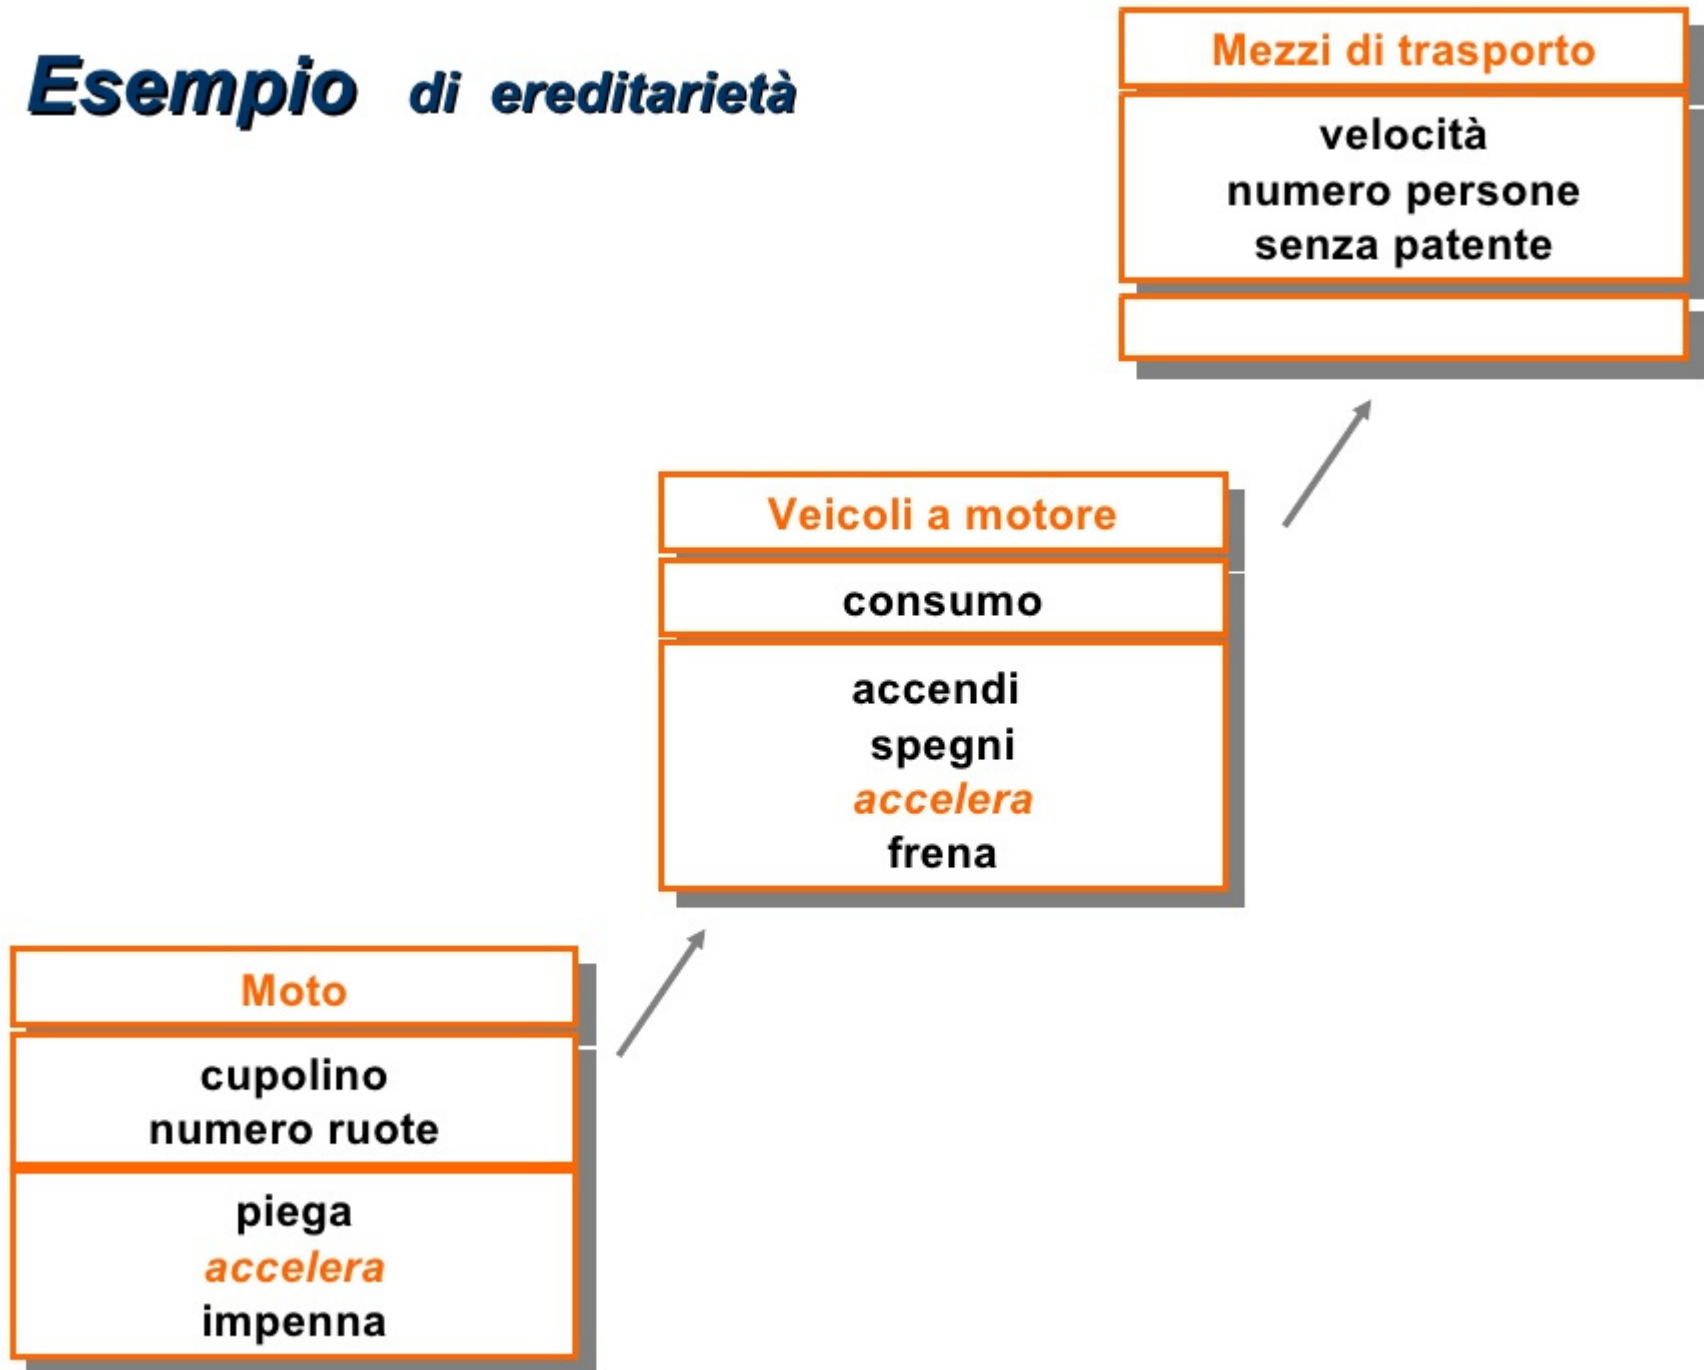 Esempio di ereditarietà
Mezzi di trasporto
velocità
numero persone
senza patente
Veicoli a motore
consumo
accendi
spegni
accelera
frena
Moto
cupolino
numero ruote
piega
accelera
impenna